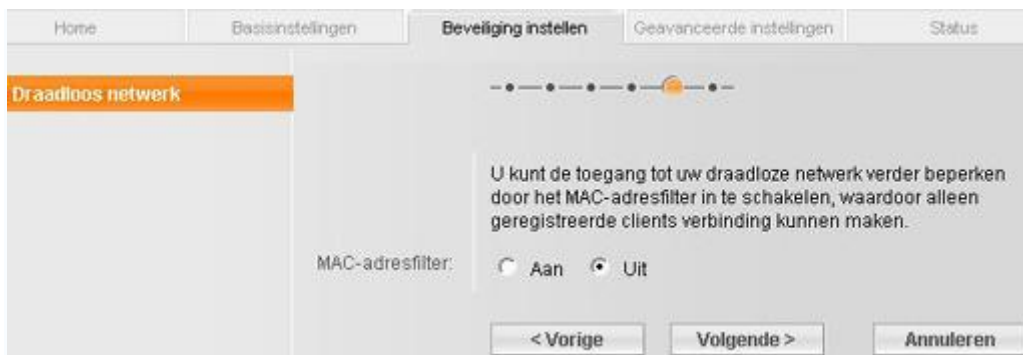 Home Basisinstellingen Beveiliging instellen Geavanceerde instellingen Status
Draadloos netwerk
U kunt de toegang tot uw draadloze netwerk verder beperken
door het MAC-adresfilter in te schakelen, waardoor alleen
geregistreerde clients verbinding kunnen maken.
MAC-adresfilter: Aan Uit
< Vorige Volgende > Annuleren